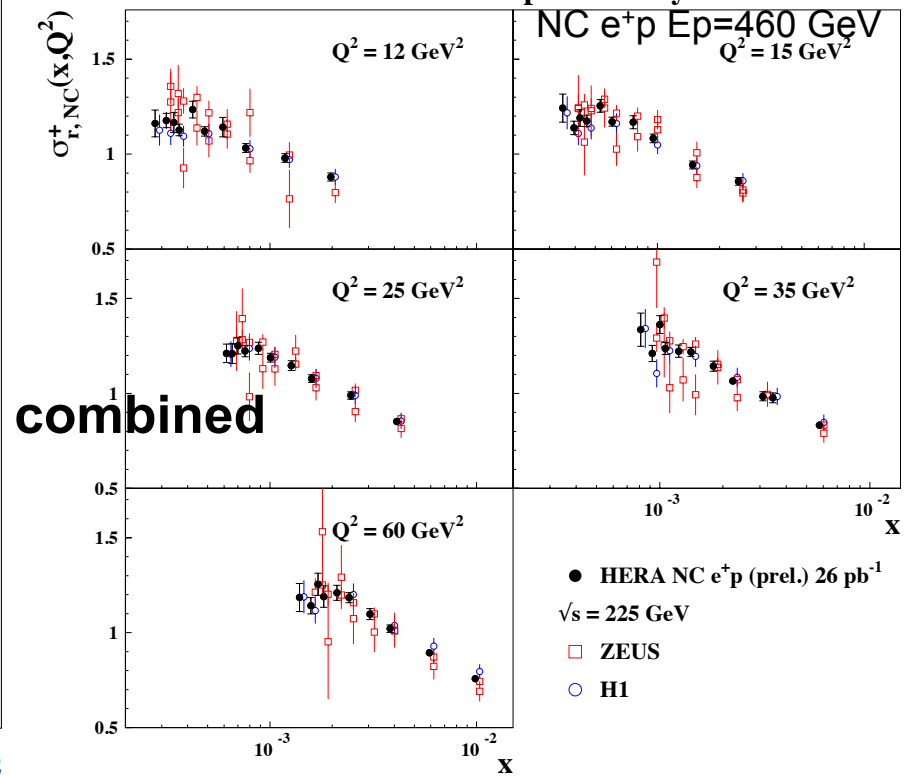 NC e⁺p Ep=460 GeV
σ⁺r,NC(x,Q²)
Q² = 12 GeV²
Q² = 15 GeV²
1.5
1
0.5
Q² = 25 GeV²
Q² = 35 GeV²
1.5
1
combined
0.5
10⁻³
10⁻²
x
Q² = 60 GeV²
1.5
1
0.5
HERA NC e⁺p (prel.) 26 pb⁻¹
√s = 225 GeV
ZEUS
H1
10⁻³
10⁻²
x